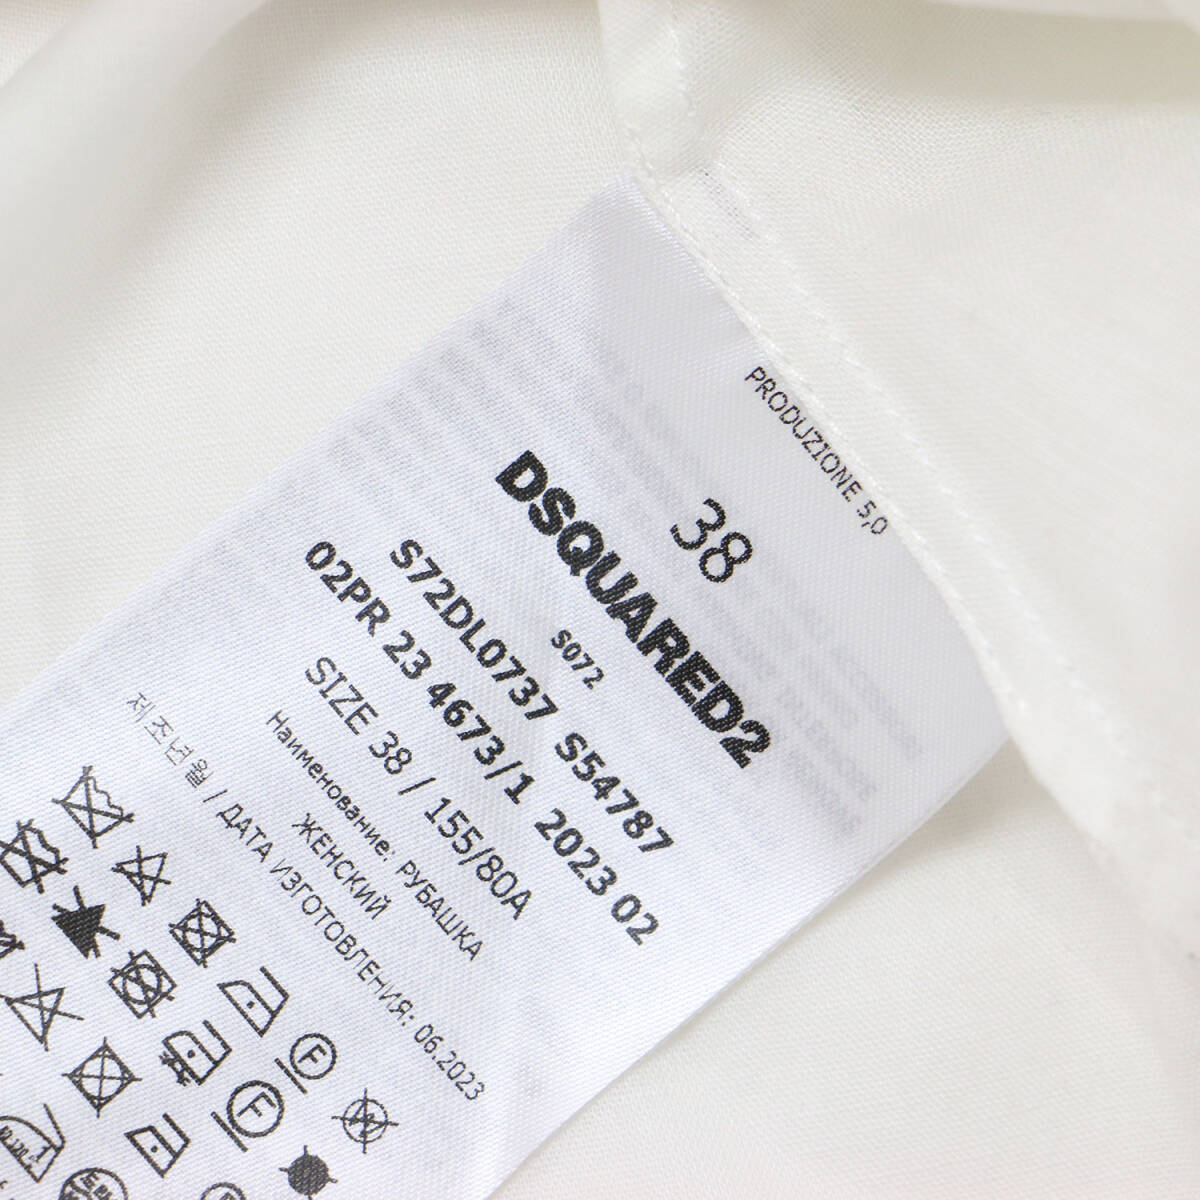 PRODUZIONE 5,0
38
DSQUARED2
S072
S72DL0737 S54787
02PR 23 4673/1 2023 02
SIZE 38 / 155/80A
Наименование: РУБАШКА
ЖЕНСКИЙ
제조년월 / ДАТА ИЗГОТОВЛЕНИЯ: 06.2023
F
W
F